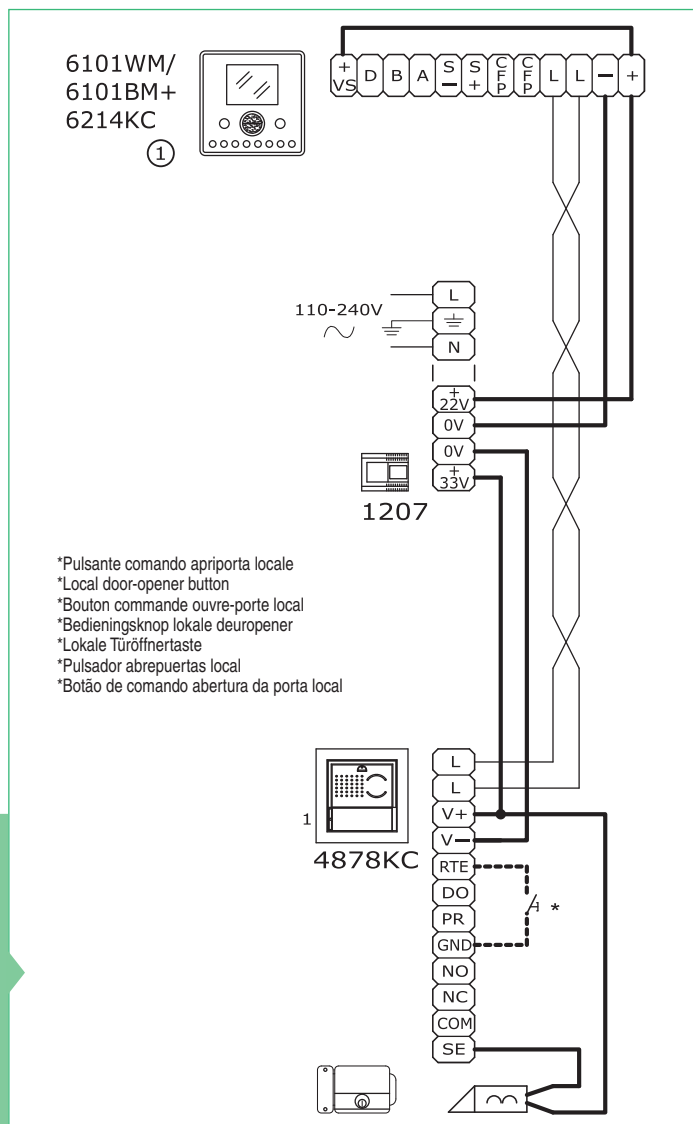 6101WM/
6101BM+
6214KC
1
+ VS D B A S– S+ CFP CFP L L – +
110-240V
L
N
+ 22V
0V
0V
+ 33V
1207
*Pulsante comando apriporta locale
*Local door-opener button
*Bouton commande ouvre-porte local
*Bedieningsknop lokale deuropener
*Lokale Türöffnertaste
*Pulsador abrepuertas local
*Botão de comando abertura da porta local
L
L
V+
1
V–
4878KC
RTE
DO
*
PR
GND
NO
NC
COM
SE